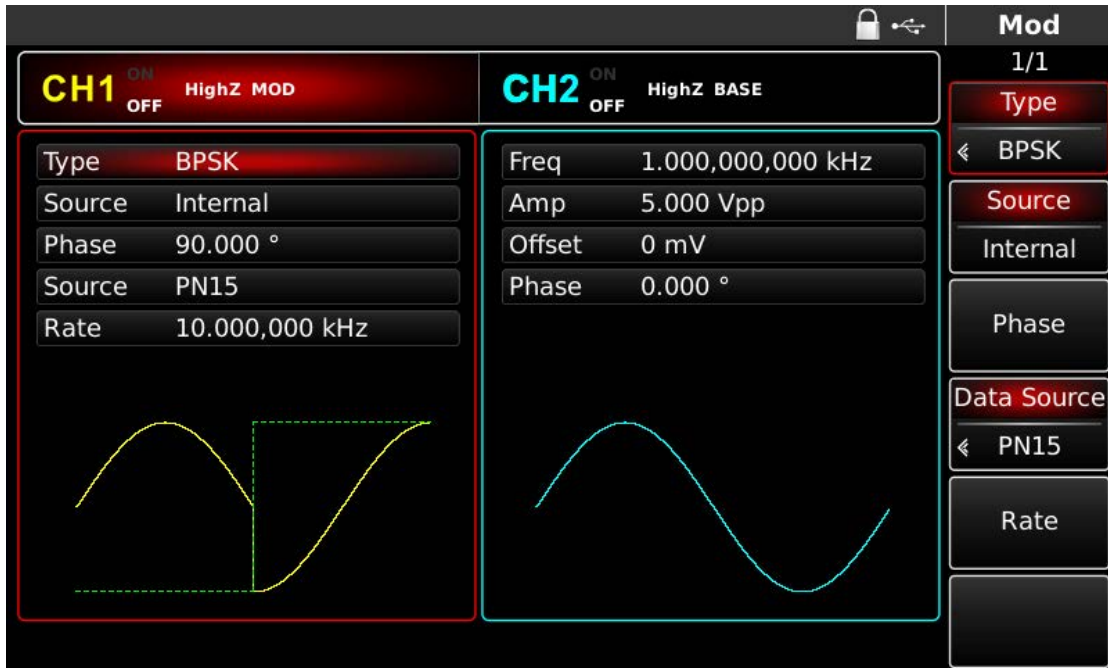 Mod
1/1
CH1 ON OFF HighZ MOD
CH2 ON OFF HighZ BASE
Type BPSK
Source Internal
Phase 90.000 °
Source PN15
Rate 10.000,000 kHz
Freq 1.000,000,000 kHz
Amp 5.000 Vpp
Offset 0 mV
Phase 0.000 °
Type
BPSK
Source
Internal
Phase
Data Source
PN15
Rate